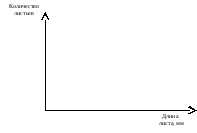 Количество
листьев
Длина
листа, мм